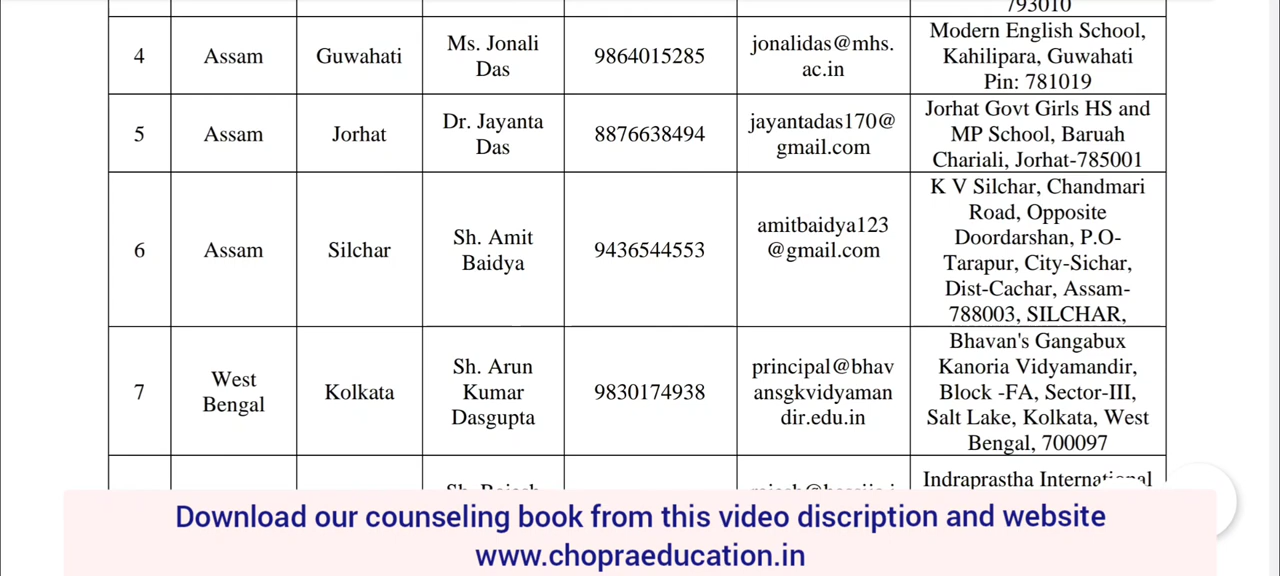 793010
4 Assam Guwahati Ms. Jonali Das 9864015285 jonalidas@mhs.ac.in Modern English School, Kahilipara, Guwahati Pin: 781019
5 Assam Jorhat Dr. Jayanta Das 8876638494 jayantadas170@gmail.com Jorhat Govt Girls HS and MP School, Baruah Chariali, Jorhat-785001
6 Assam Silchar Sh. Amit Baidya 9436544553 amitbaidya123@gmail.com K V Silchar, Chandmari Road, Opposite Doordarshan, P.O-Tarapur, City-Sichar, Dist-Cachar, Assam-788003, SILCHAR,
7 West Bengal Kolkata Sh. Arun Kumar Dasgupta 9830174938 principal@bhavansgkvidyamandir.edu.in Bhavan's Gangabux Kanoria Vidyamandir, Block -FA, Sector-III, Salt Lake, Kolkata, West Bengal, 700097
Indraprastha International
Download our counseling book from this video discription and website
www.chopraeducation.in